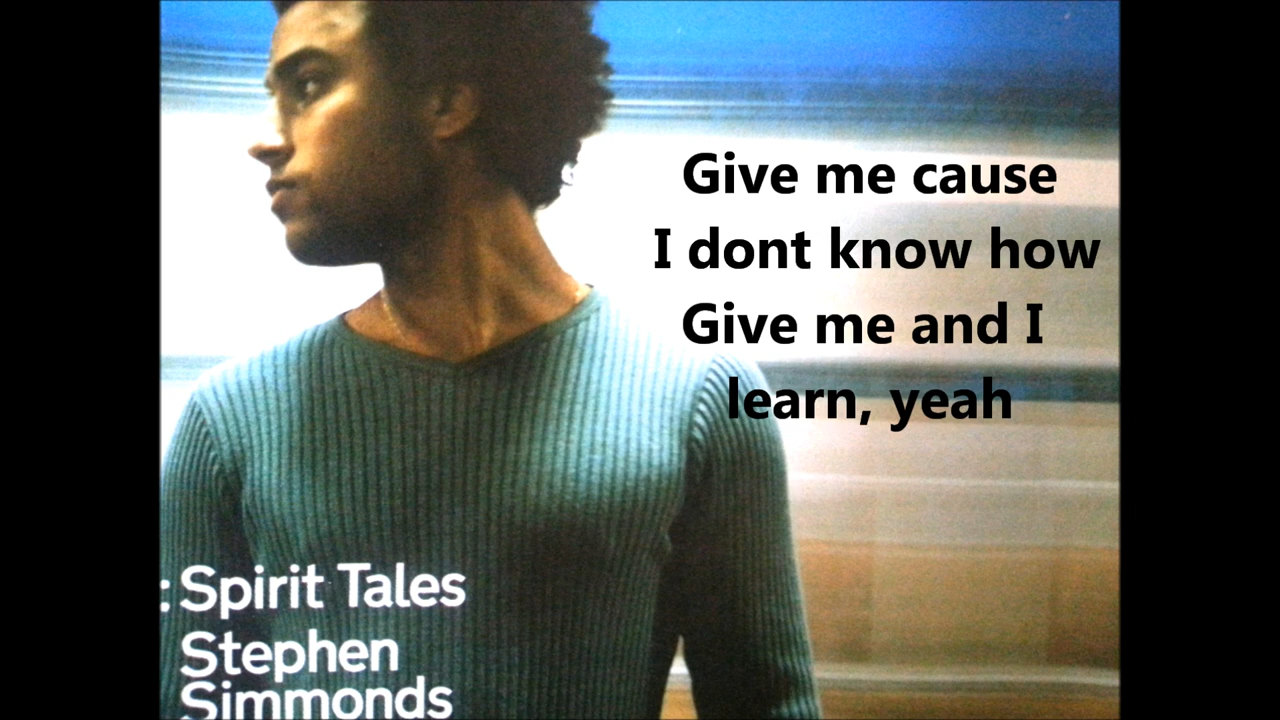 Give me cause
I dont know how
Give me and I
learn, yeah
: Spirit Tales
Stephen
Simmonds